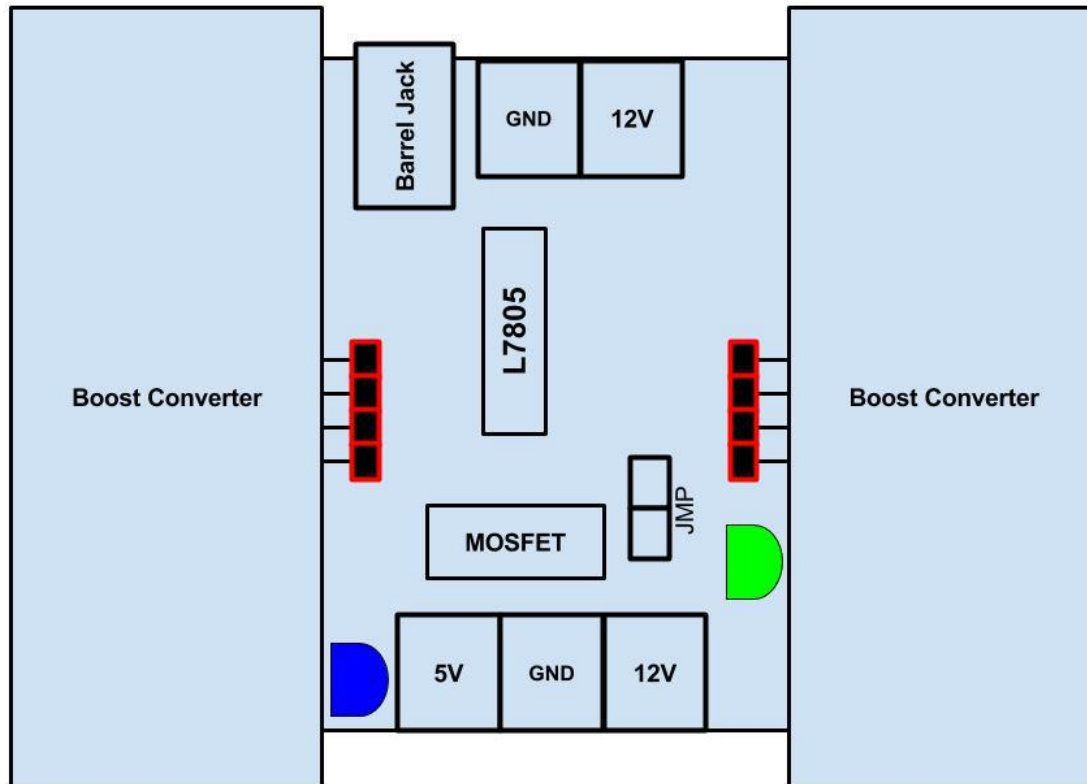 Barrel Jack
GND
12V
L7805
Boost Converter
Boost Converter
JMP
MOSFET
5V
GND
12V